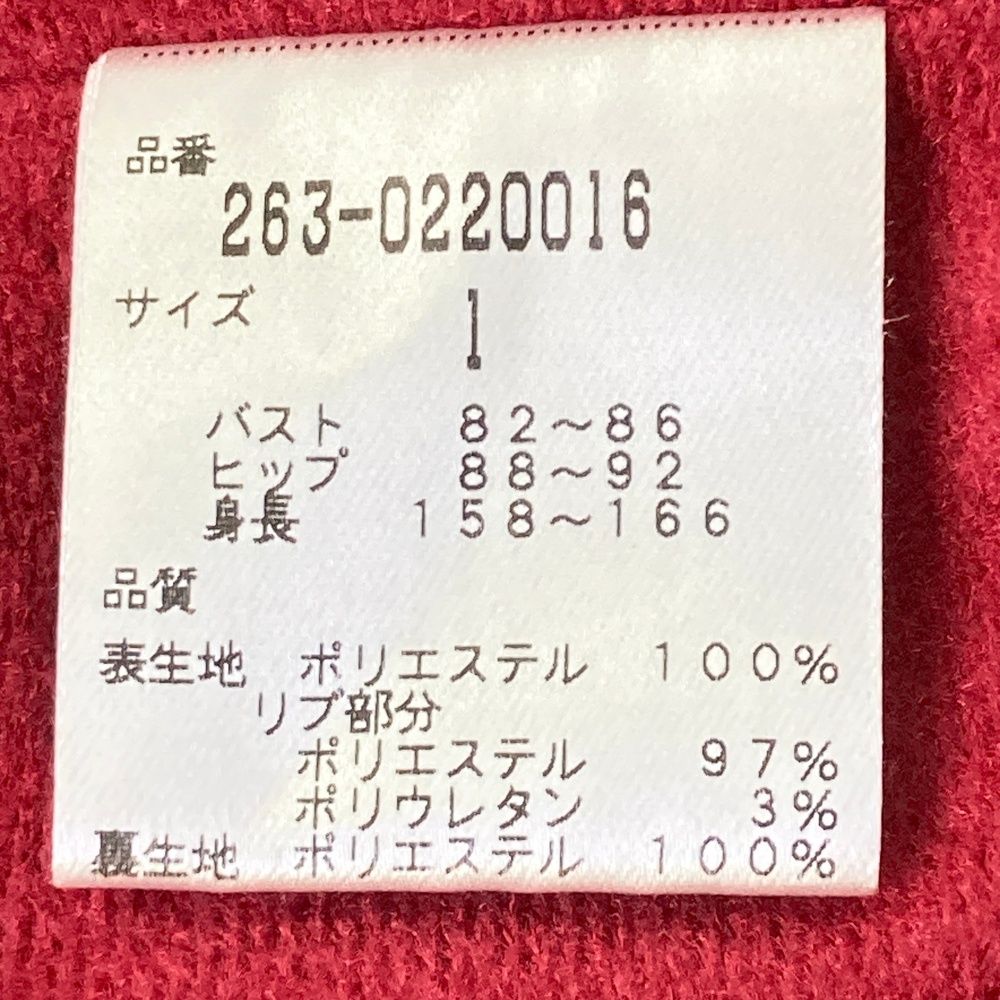 品番
263-0220016
サイズ 1
バスト 82～86
ヒップ 88～92
身長 158～166
品質
表生地 ポリエステル 100%
リブ部分
ポリエステル 97%
ポリウレタン 3%
裏生地 ポリエステル 100%